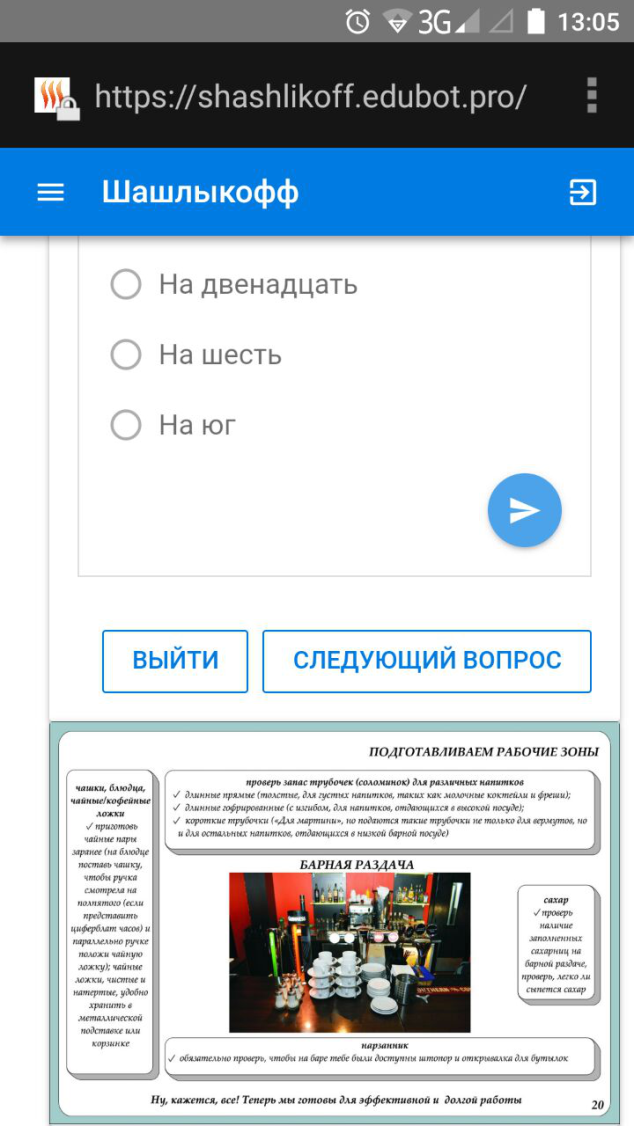 3G 13:05
https://shashlikoff.edubot.pro/
Шашлыкофф
На двенадцать
На шесть
На юг
ВЫЙТИ
СЛЕДУЮЩИЙ ВОПРОС
ПОДГОТАВЛИВАЕМ РАБОЧИЕ ЗОНЫ
чашки, блюдца,
чайные/кофейные
ложки
✓ приготовь
чайные пары
заранее (на блюдце
поставь чашку,
чтобы ручка
смотрела на
полпятого (если
представить
циферблат часов) и
параллельно ручке
положи чайную
ложку); чайные
ложки, чистые и
натертые, удобно
хранить в
металлической
подставке или
корзинке
проверь запас трубочек (соломинок) для различных напитков
✓ длинные прямые (толстые, для густых напитков, таких как молочные коктейли и фреши);
✓ длинные гофрированные (с изгибом, для напитков, отдающихся в высокой посуде);
✓ короткие трубочки («Для мартини», но подаются такие трубочки не только для вермутов, но
и для остальных напитков, отдающихся в низкой барной посуде)
БАРНАЯ РАЗДАЧА
сахар
✓ проверь
наличие
заполненных
сахарниц на
барной раздаче,
проверь, легко ли
сыпется сахар
нарзанник
✓ обязательно проверь, чтобы на баре тебе были доступны штопор и открывалка для бутылок
Ну, кажется, все! Теперь мы готовы для эффективной и долгой работы
20